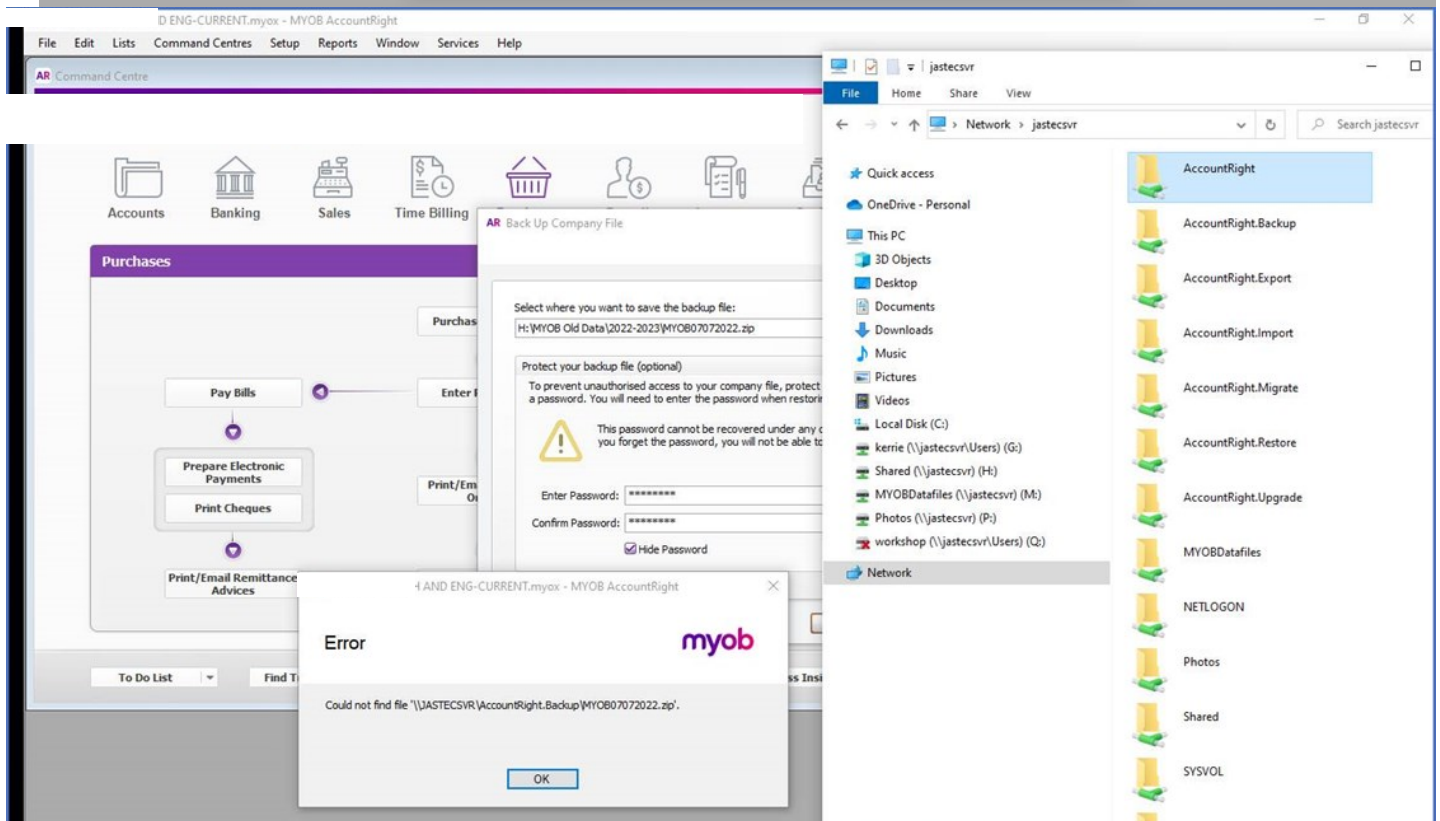 D ENG-CURRENT.myox - MYOB AccountRight
File Edit Lists Command Centres Setup Reports Window Services Help
AR Command Centre
Accounts Banking Sales Time Billing
Purchases
Purchas
Pay Bills
Enter
Prepare Electronic
Payments
Print Cheques
Print/Em
Print/Email Remittance
Advices
To Do List
Find T
ss Insi
AR Back Up Company File
Select where you want to save the backup file:
H:\MYOB Old Data\2022-2023\MYOB07072022.zip
Protect your backup file (optional)
To prevent unauthorised access to your company file, protect
a password. You will need to enter the password when restorin
This password cannot be recovered under any
you forget the password, you will not be able to
Enter Password: ********
Confirm Password: ********
Hide Password
H AND ENG-CURRENT.myox - MYOB AccountRight
Error
myob
Could not find file '\\JASTECSVR\AccountRight.Backup\MYOB07072022.zip'.
OK
jastecsvr
File Home Share View
Network > jastecsvr
Search jastecsvr
Quick access
OneDrive - Personal
This PC
3D Objects
Desktop
Documents
Downloads
Music
Pictures
Videos
Local Disk (C:)
kerrie (\\jastecsvr\Users) (G:)
Shared (\\jastecsvr) (H:)
MYOBDatafiles (\\jastecsvr) (M:)
Photos (\\jastecsvr) (P:)
workshop (\\jastecsvr\Users) (Q:)
Network
AccountRight
AccountRight.Backup
AccountRight.Export
AccountRight.Import
AccountRight.Migrate
AccountRight.Restore
AccountRight.Upgrade
MYOBDatafiles
NETLOGON
Photos
Shared
SYSVOL